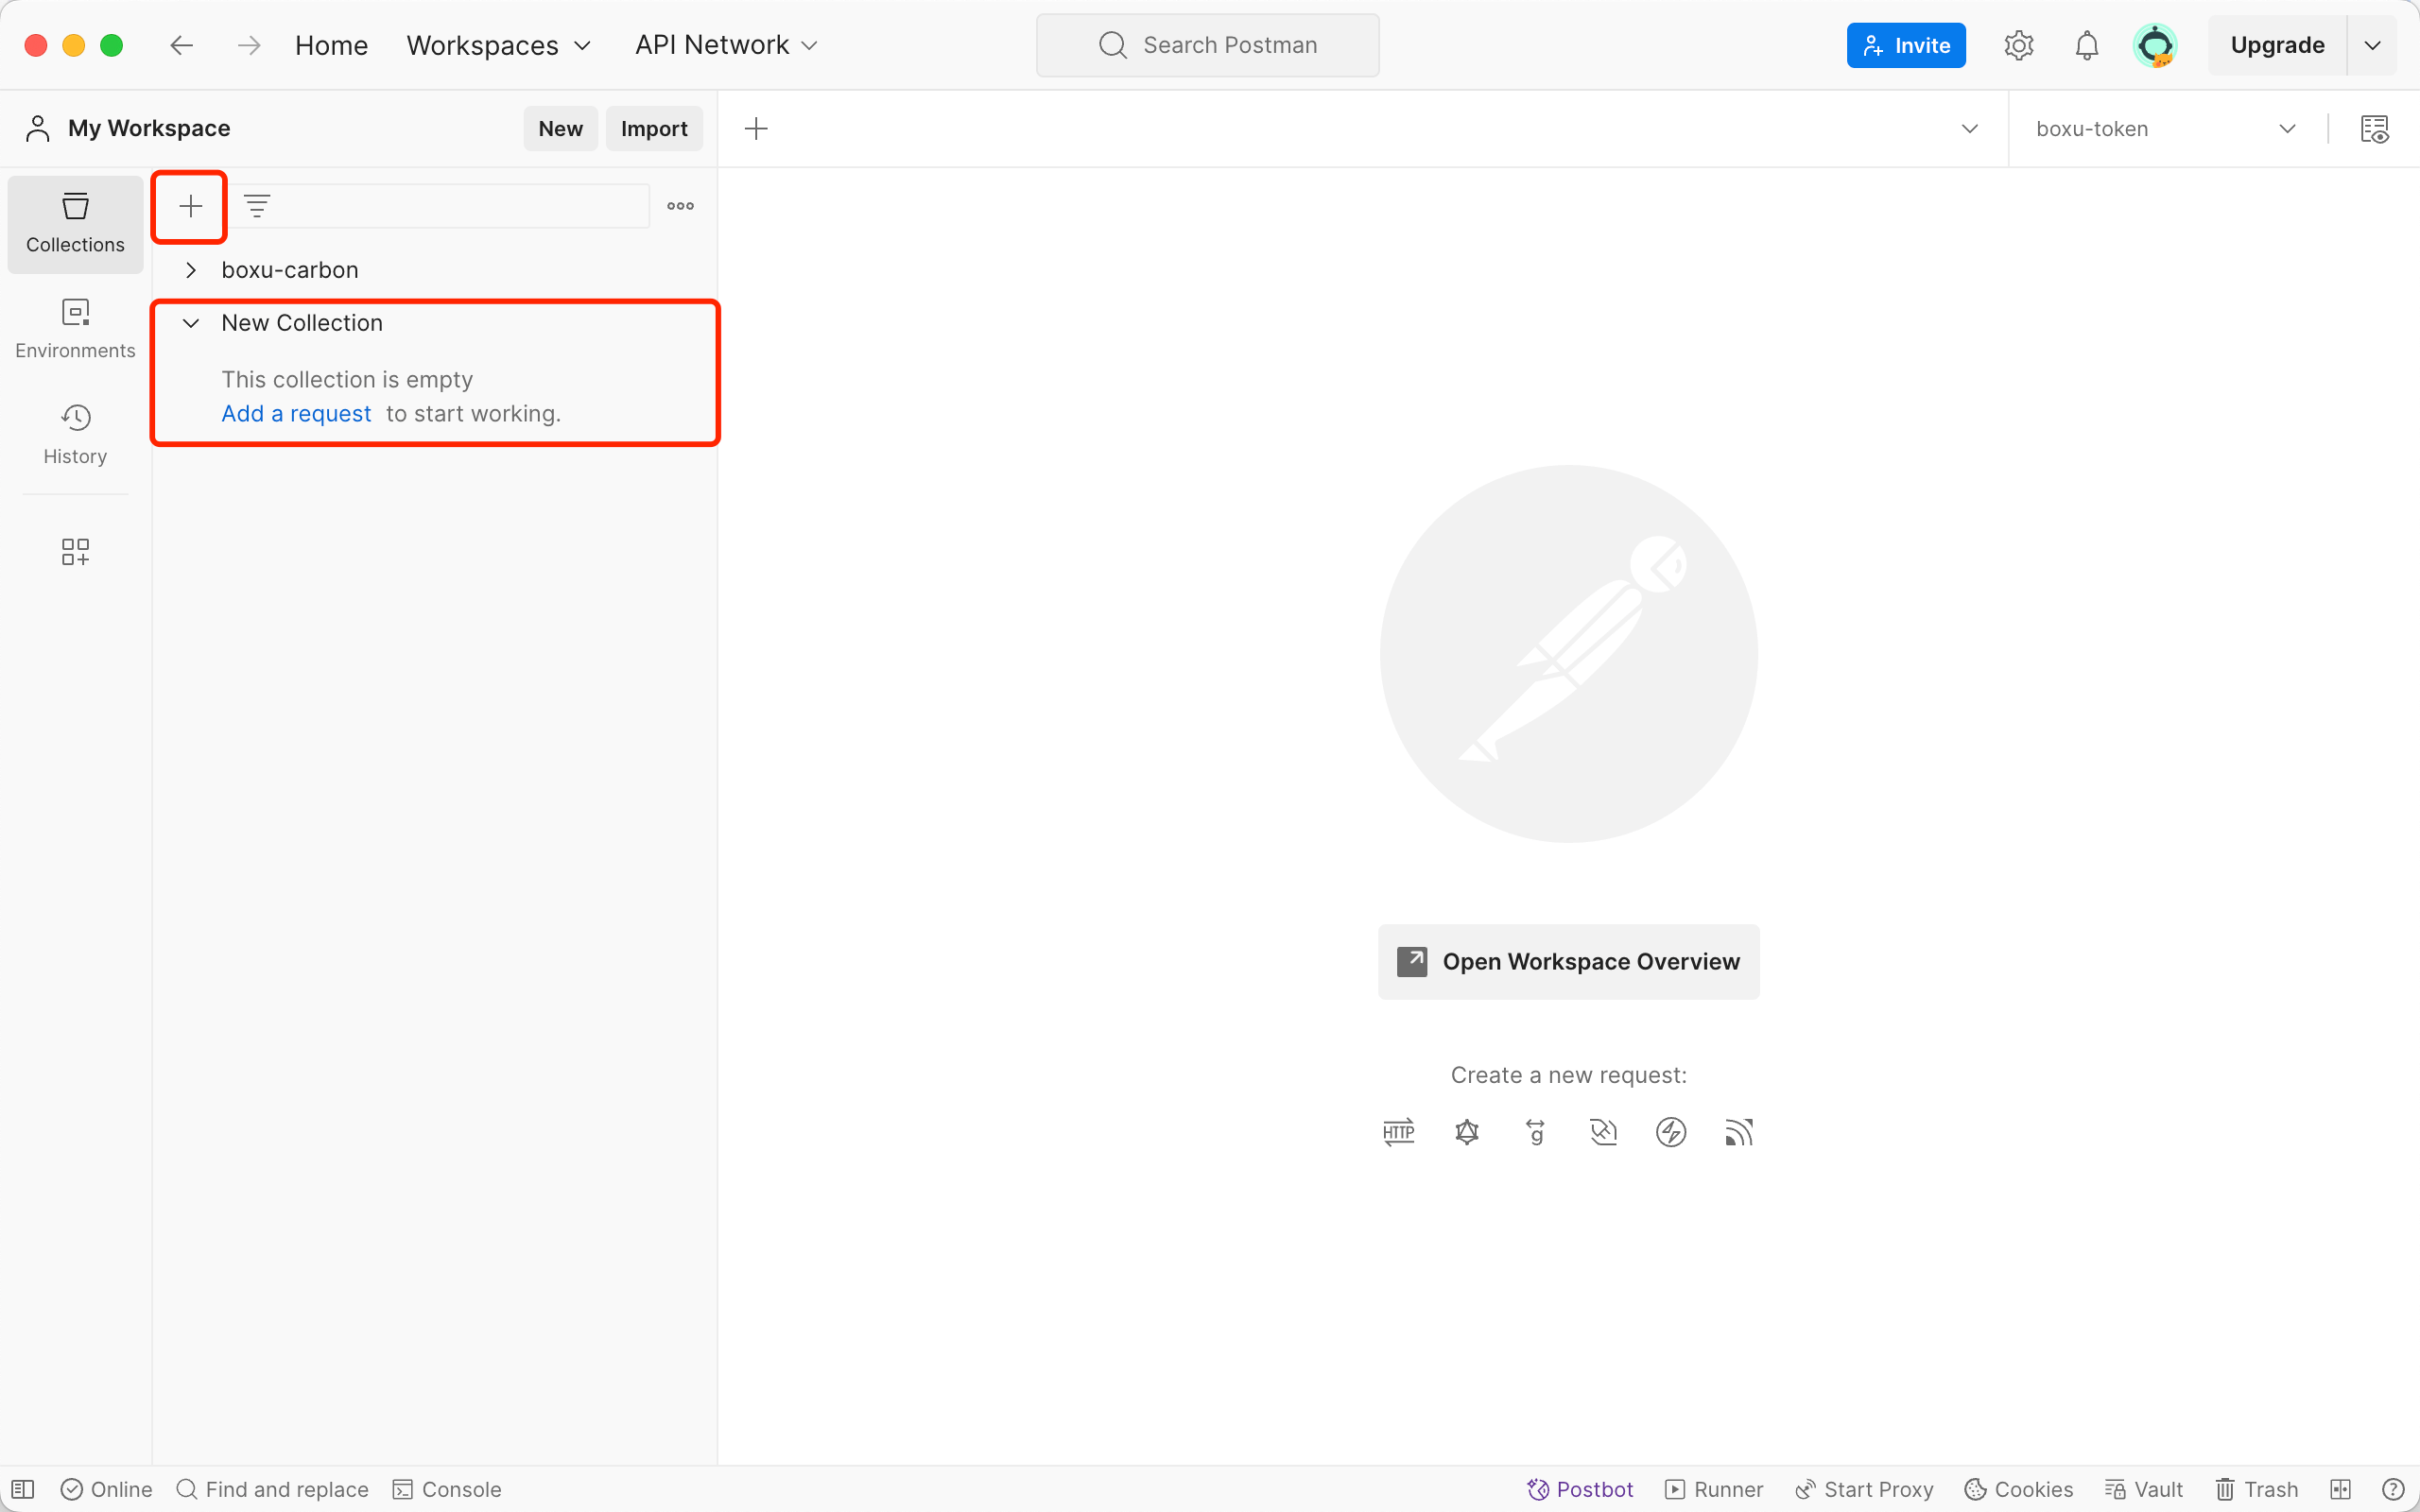 Home Workspaces API Network Search Postman Invite Upgrade
My Workspace New Import boxu-token
Collections
boxu-carbon
New Collection
Environments
This collection is empty
Add a request to start working.
History
Open Workspace Overview
Create a new request:
HTTP g
Online Find and replace Console Postbot Runner Start Proxy Cookies Vault Trash